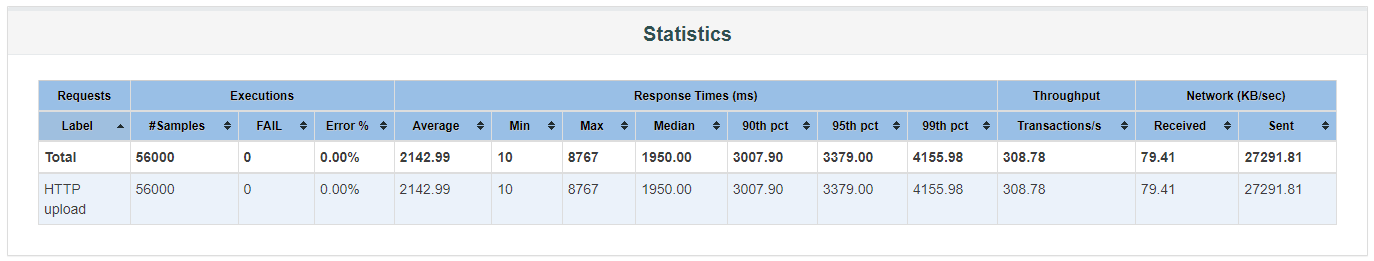 Statistics
Requests Executions Response Times (ms) Throughput Network (KB/sec)
Label #Samples FAIL Error % Average Min Max Median 90th pct 95th pct 99th pct Transactions/s Received Sent
Total 56000 0 0.00% 2142.99 10 8767 1950.00 3007.90 3379.00 4155.98 308.78 79.41 27291.81
HTTP upload 56000 0 0.00% 2142.99 10 8767 1950.00 3007.90 3379.00 4155.98 308.78 79.41 27291.81